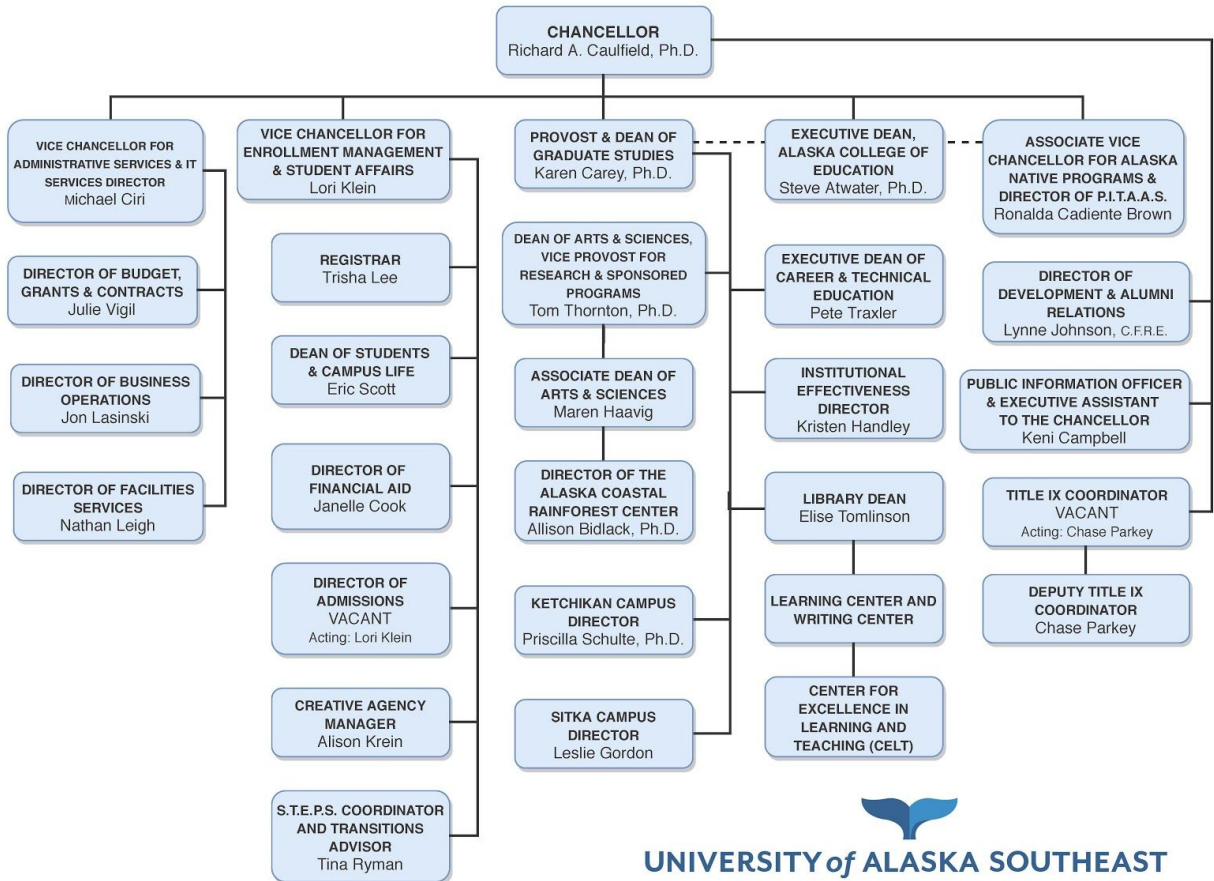 CHANCELLOR
Richard A. Caulfield, Ph.D.
VICE CHANCELLOR FOR
ADMINISTRATIVE SERVICES & IT
SERVICES DIRECTOR
Michael Ciri
DIRECTOR OF BUDGET,
GRANTS & CONTRACTS
Julie Vigil
DIRECTOR OF BUSINESS
OPERATIONS
Jon Lasinski
DIRECTOR OF FACILITIES
SERVICES
Nathan Leigh
VICE CHANCELLOR FOR
ENROLLMENT MANAGEMENT
& STUDENT AFFAIRS
Lori Klein
REGISTRAR
Trisha Lee
DEAN OF STUDENTS
& CAMPUS LIFE
Eric Scott
DIRECTOR OF
FINANCIAL AID
Janelle Cook
DIRECTOR OF
ADMISSIONS
VACANT
Acting: Lori Klein
CREATIVE AGENCY
MANAGER
Alison Krein
S.T.E.P.S. COORDINATOR
AND TRANSITIONS
ADVISOR
Tina Ryman
PROVOST & DEAN OF
GRADUATE STUDIES
Karen Carey, Ph.D.
DEAN OF ARTS & SCIENCES,
VICE PROVOST FOR
RESEARCH & SPONSORED
PROGRAMS
Tom Thornton, Ph.D.
ASSOCIATE DEAN OF
ARTS & SCIENCES
Maren Haavig
DIRECTOR OF THE
ALASKA COASTAL
RAINFOREST CENTER
Allison Bidlack, Ph.D.
KETCHIKAN CAMPUS
DIRECTOR
Priscilla Schulte, Ph.D.
SITKA CAMPUS
DIRECTOR
Leslie Gordon
EXECUTIVE DEAN,
ALASKA COLLEGE OF
EDUCATION
Steve Atwater, Ph.D.
EXECUTIVE DEAN OF
CAREER & TECHNICAL
EDUCATION
Pete Traxler
INSTITUTIONAL
EFFECTIVENESS
DIRECTOR
Kristen Handley
LIBRARY DEAN
Elise Tomlinson
LEARNING CENTER AND
WRITING CENTER
CENTER FOR
EXCELLENCE IN
LEARNING AND
TEACHING (CELT)
ASSOCIATE VICE
CHANCELLOR FOR ALASKA
NATIVE PROGRAMS &
DIRECTOR OF P.I.T.A.A.S.
Ronalda Cadiente Brown
DIRECTOR OF
DEVELOPMENT & ALUMNI
RELATIONS
Lynne Johnson, C.F.R.E.
PUBLIC INFORMATION OFFICER
& EXECUTIVE ASSISTANT
TO THE CHANCELLOR
Keni Campbell
TITLE IX COORDINATOR
VACANT
Acting: Chase Parkey
DEPUTY TITLE IX
COORDINATOR
Chase Parkey
UNIVERSITY of ALASKA SOUTHEAST